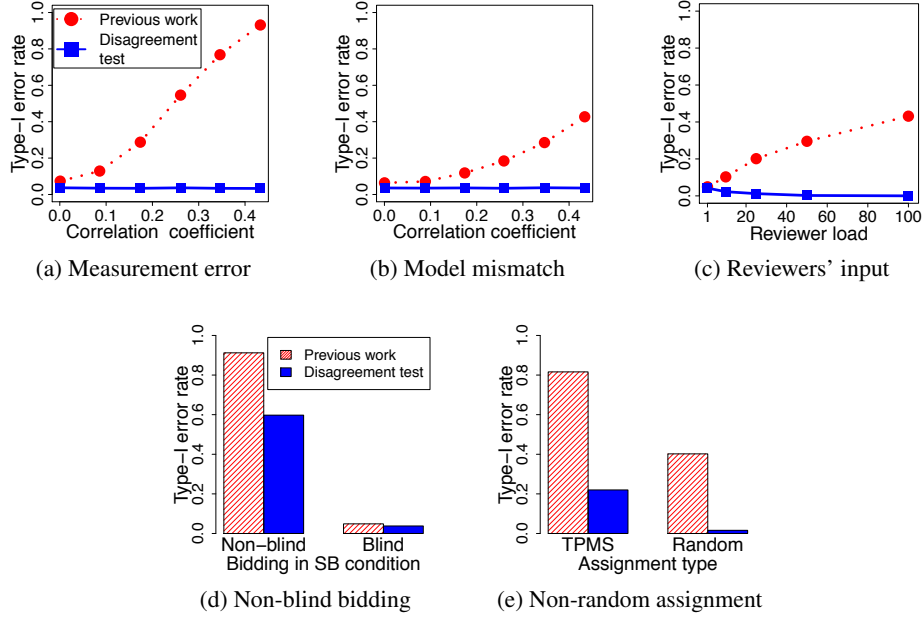 Type−I error rate
0.0 0.2 0.4 0.6 0.8 1.0
Previous work
Disagreement
test
0.0 0.1 0.2 0.3 0.4
Correlation coefficient
(a) Measurement error
Type−I error rate
0.0 0.2 0.4 0.6 0.8 1.0
0.0 0.1 0.2 0.3 0.4
Correlation coefficient
(b) Model mismatch
Type−I error rate
0.0 0.2 0.4 0.6 0.8 1.0
1 20 40 60 80 100
Reviewer load
(c) Reviewers’ input
Type−I error rate
0.0 0.2 0.4 0.6 0.8 1.0
Previous work
Disagreement test
Non−blind Blind
Bidding in SB condition
(d) Non-blind bidding
Type−I error rate
0.0 0.2 0.4 0.6 0.8 1.0
TPMS Random
Assignment type
(e) Non-random assignment